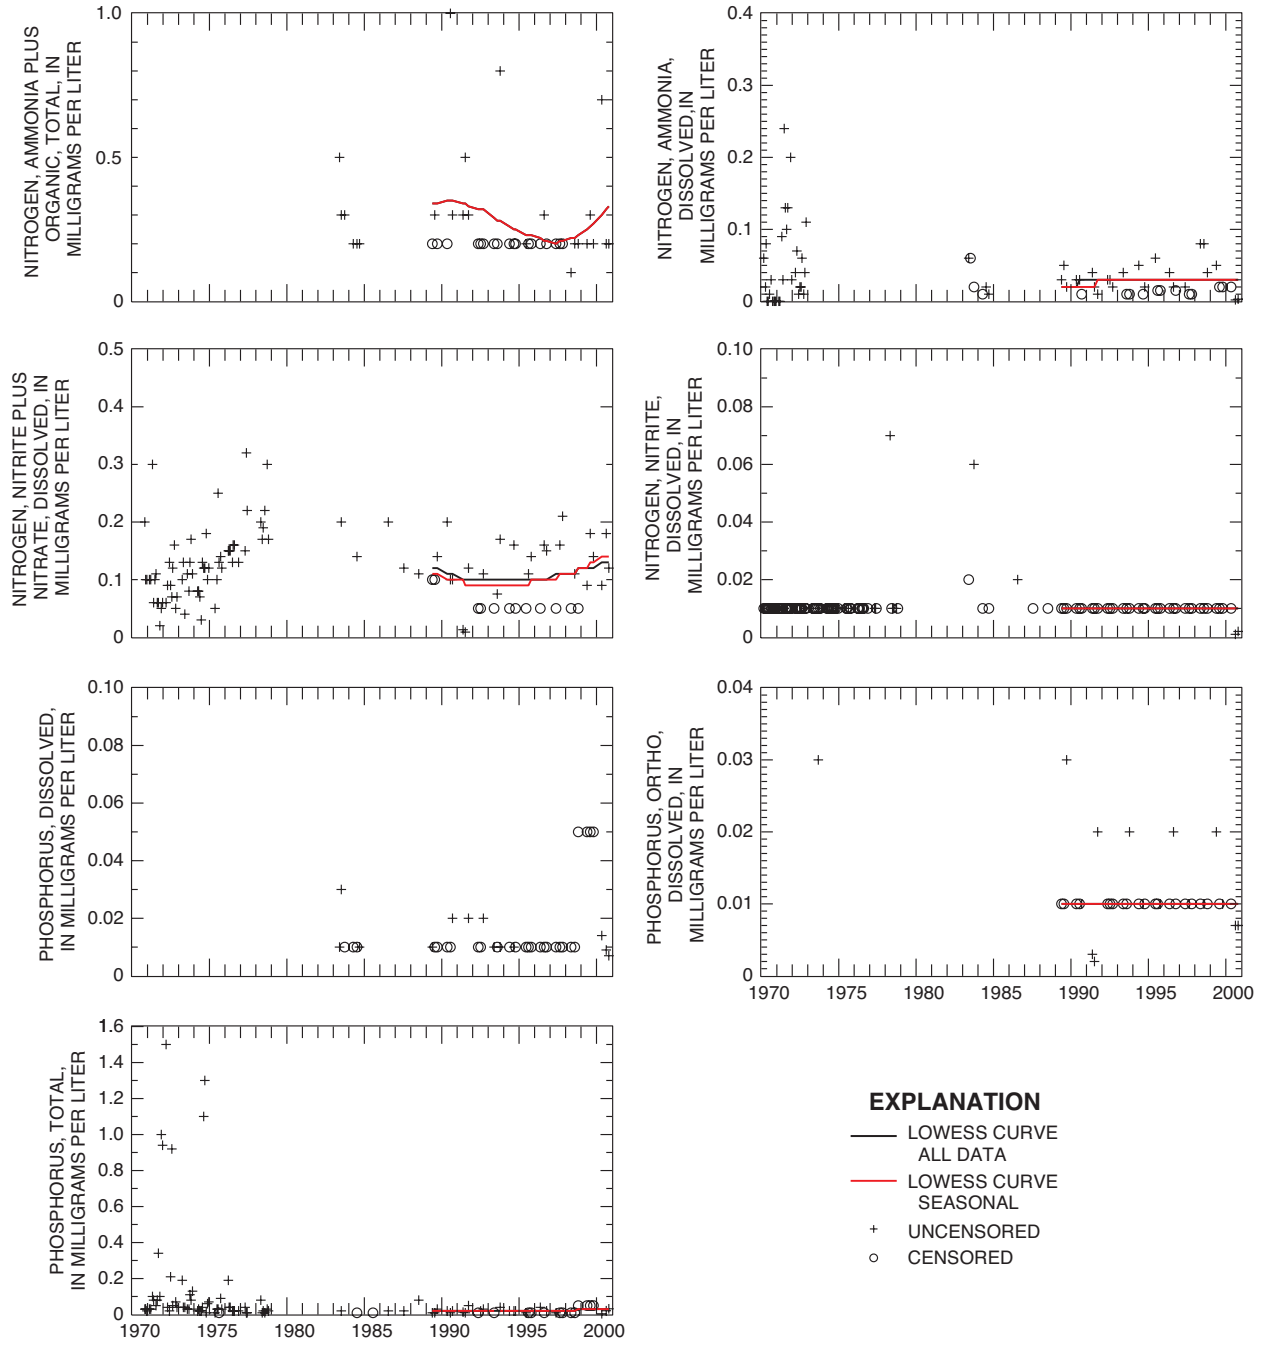 NITROGEN, AMMONIA PLUS
ORGANIC, TOTAL, IN
MILLIGRAMS PER LITER
1.0
0.5
0
NITROGEN, AMMONIA,
DISSOLVED,IN
MILLIGRAMS PER LITER
0.4
0.3
0.2
0.1
0
NITROGEN, NITRITE PLUS
NITRATE, DISSOLVED, IN
MILLIGRAMS PER LITER
0.5
0.4
0.3
0.2
0.1
0
NITROGEN, NITRITE,
DISSOLVED, IN
MILLIGRAMS PER LITER
0.10
0.08
0.06
0.04
0.02
0
PHOSPHORUS, DISSOLVED,
IN MILLIGRAMS PER LITER
0.10
0.08
0.06
0.04
0.02
0
PHOSPHORUS, ORTHO,
DISSOLVED, IN
MILLIGRAMS PER LITER
0.04
0.03
0.02
0.01
0
1970 1975 1980 1985 1990 1995 2000
PHOSPHORUS, TOTAL,
IN MILLIGRAMS PER LITER
1.6
1.4
1.2
1.0
0.8
0.6
0.4
0.2
0
1970 1975 1980 1985 1990 1995 2000
EXPLANATION
LOWESS CURVE
ALL DATA
LOWESS CURVE
SEASONAL
UNCENSORED
CENSORED